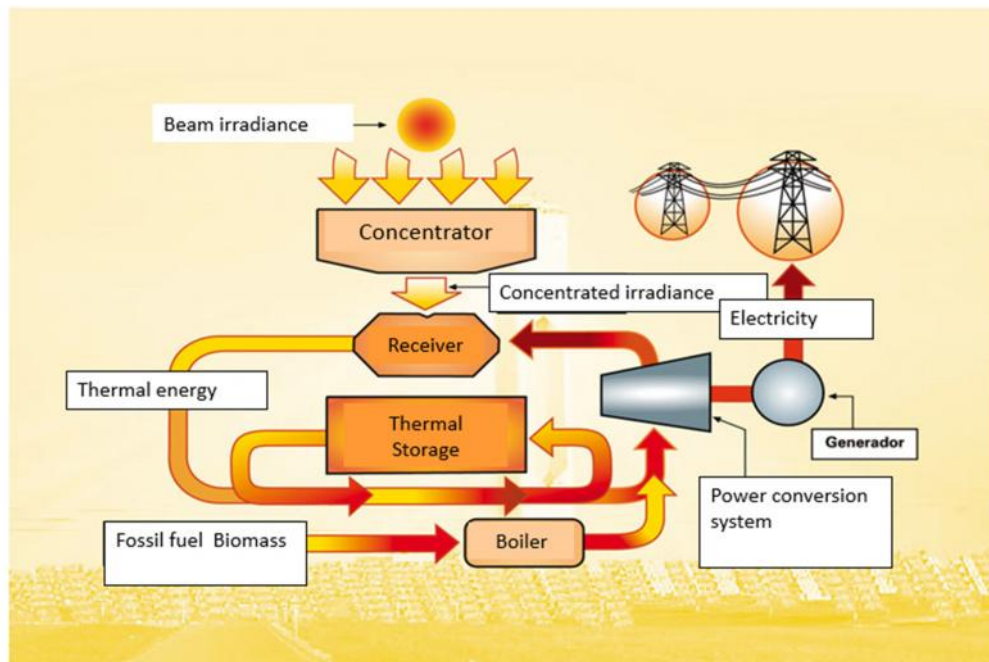 Beam irradiance
Concentrator
Concentrated irradiance
Electricity
Receiver
Thermal energy
Thermal
Storage
Generador
Power conversion
system
Fossil fuel Biomass
Boiler